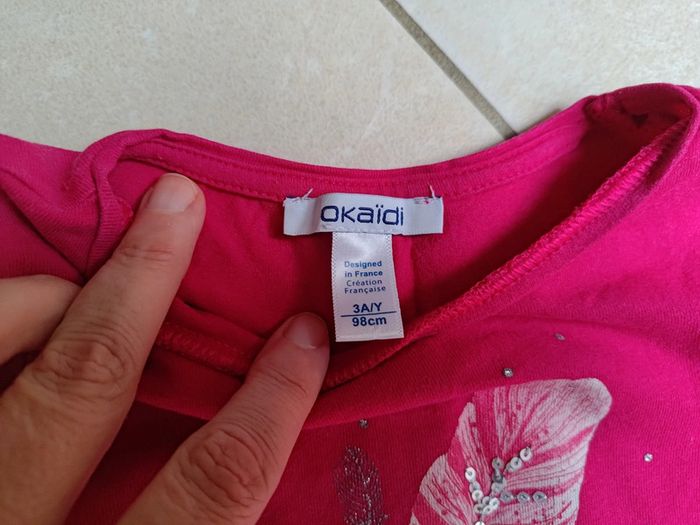 okaïdi
Designed
in France
Création
Française
3A/Y
98cm